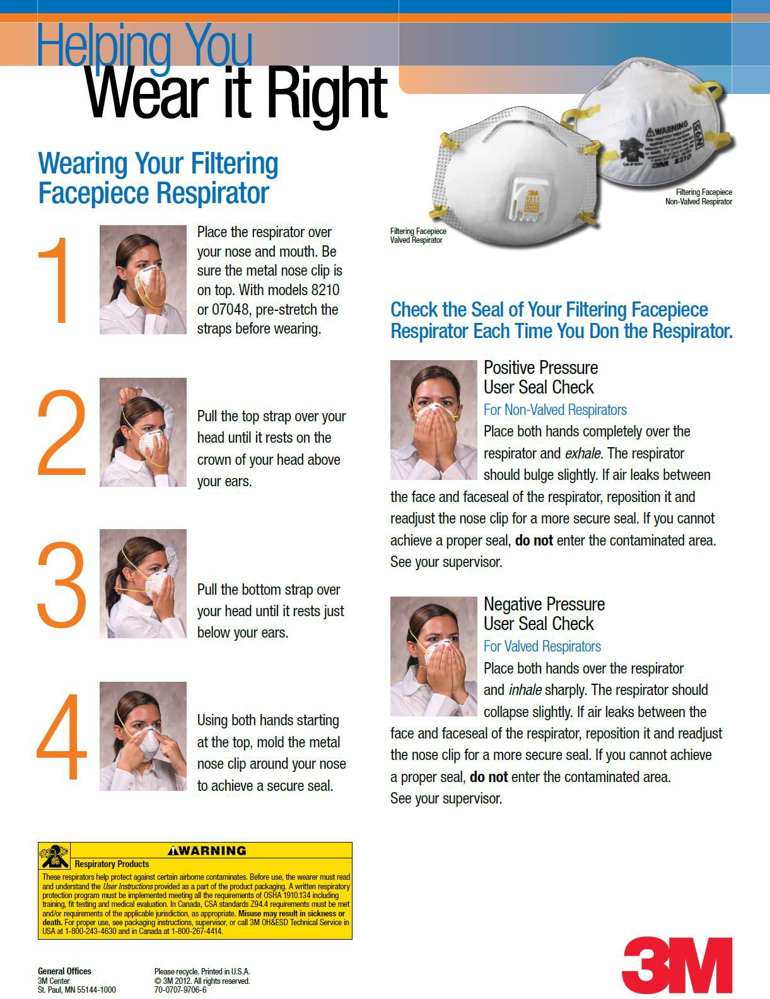 Helping You
Wear it Right
Wearing Your Filtering
Facepiece Respirator
1
Place the respirator over
your nose and mouth. Be
sure the metal nose clip is
on top. With models 8210
or 07048, pre-stretch the
straps before wearing.
2
Pull the top strap over your
head until it rests on the
crown of your head above
your ears.
3
Pull the bottom strap over
your head until it rests just
below your ears.
4
Using both hands starting
at the top, mold the metal
nose clip around your nose
to achieve a secure seal.
WARNING
Respiratory Products
These respirators help protect against certain airborne contaminates. Before use, the wearer must read
and understand the User Instructions provided as a part of the product packaging. A written respiratory
protection program must be implemented meeting all the requirements of OSHA 1910.134 including
training, fit testing and medical evaluation. In Canada, CSA standards Z94.4 requirements must be met
and/or requirements of the applicable jurisdiction, as appropriate. Misuse may result in sickness or
death. For proper use, see packaging instructions, supervisor, or call 3M OH&ESD Technical Service in
USA at 1-800-243-4630 and in Canada at 1-800-267-4414.
General Offices
3M Center
St. Paul, MN 55144-1000
Please recycle. Printed in U.S.A.
© 3M 2012. All rights reserved.
70-0707-9706-6
WARNING
This respirator helps protect
N95
3M 8210
Filtering Facepiece
Non-Valved Respirator
3M
8511
N95
Filtering Facepiece
Valved Respirator
Check the Seal of Your Filtering Facepiece
Respirator Each Time You Don the Respirator.
Positive Pressure
User Seal Check
For Non-Valved Respirators
Place both hands completely over the
respirator and exhale. The respirator
should bulge slightly. If air leaks between
the face and faceseal of the respirator, reposition it and
readjust the nose clip for a more secure seal. If you cannot
achieve a proper seal, do not enter the contaminated area.
See your supervisor.
Negative Pressure
User Seal Check
For Valved Respirators
Place both hands over the respirator
and inhale sharply. The respirator should
collapse slightly. If air leaks between the
face and faceseal of the respirator, reposition it and readjust
the nose clip for a more secure seal. If you cannot achieve
a proper seal, do not enter the contaminated area.
See your supervisor.
3M